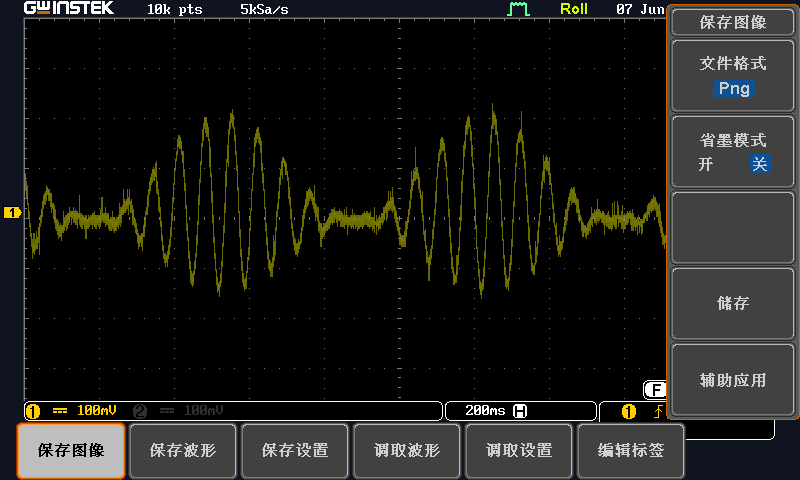 GWINSTEK 10k pts 5kSa/s Roll 07 Jun
保存图像
文件格式
Png
省墨模式
开 关
1
储存
辅助应用
F
1 100mV 2 100mV 200ms H 1
保存图像 保存波形 保存设置 调取波形 调取设置 编辑标签